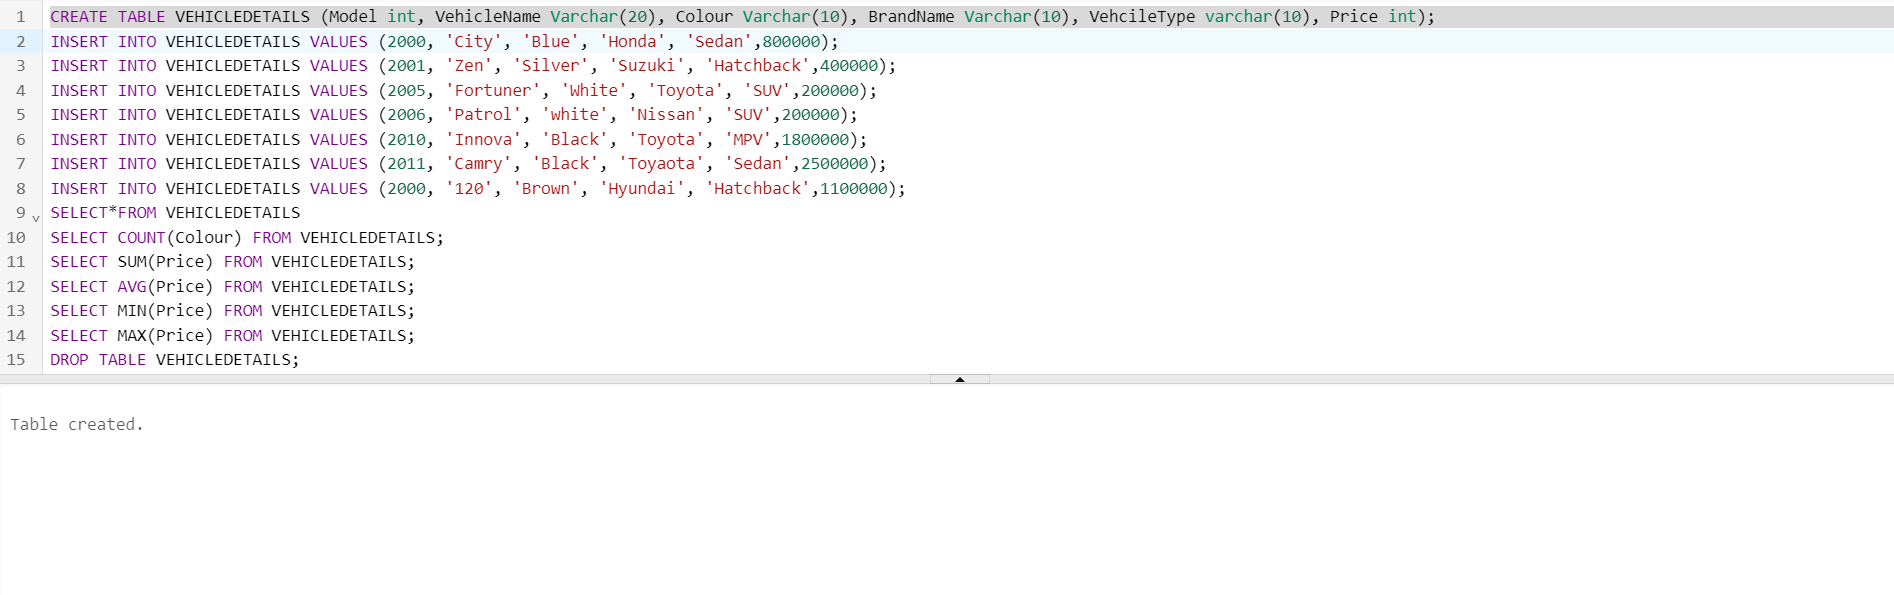 1 CREATE TABLE VEHICLEDETAILS (Model int, VehicleName Varchar(20), Colour Varchar(10), BrandName Varchar(10), VehcileType varchar(10), Price int);
2 INSERT INTO VEHICLEDETAILS VALUES (2000, 'City', 'Blue', 'Honda', 'Sedan',800000);
3 INSERT INTO VEHICLEDETAILS VALUES (2001, 'Zen', 'Silver', 'Suzuki', 'Hatchback',400000);
4 INSERT INTO VEHICLEDETAILS VALUES (2005, 'Fortuner', 'White', 'Toyota', 'SUV',200000);
5 INSERT INTO VEHICLEDETAILS VALUES (2006, 'Patrol', 'white', 'Nissan', 'SUV',200000);
6 INSERT INTO VEHICLEDETAILS VALUES (2010, 'Innova', 'Black', 'Toyota', 'MPV',1800000);
7 INSERT INTO VEHICLEDETAILS VALUES (2011, 'Camry', 'Black', 'Toyaota', 'Sedan',2500000);
8 INSERT INTO VEHICLEDETAILS VALUES (2000, '120', 'Brown', 'Hyundai', 'Hatchback',1100000);
9 SELECT*FROM VEHICLEDETAILS
10 SELECT COUNT(Colour) FROM VEHICLEDETAILS;
11 SELECT SUM(Price) FROM VEHICLEDETAILS;
12 SELECT AVG(Price) FROM VEHICLEDETAILS;
13 SELECT MIN(Price) FROM VEHICLEDETAILS;
14 SELECT MAX(Price) FROM VEHICLEDETAILS;
15 DROP TABLE VEHICLEDETAILS;
Table created.